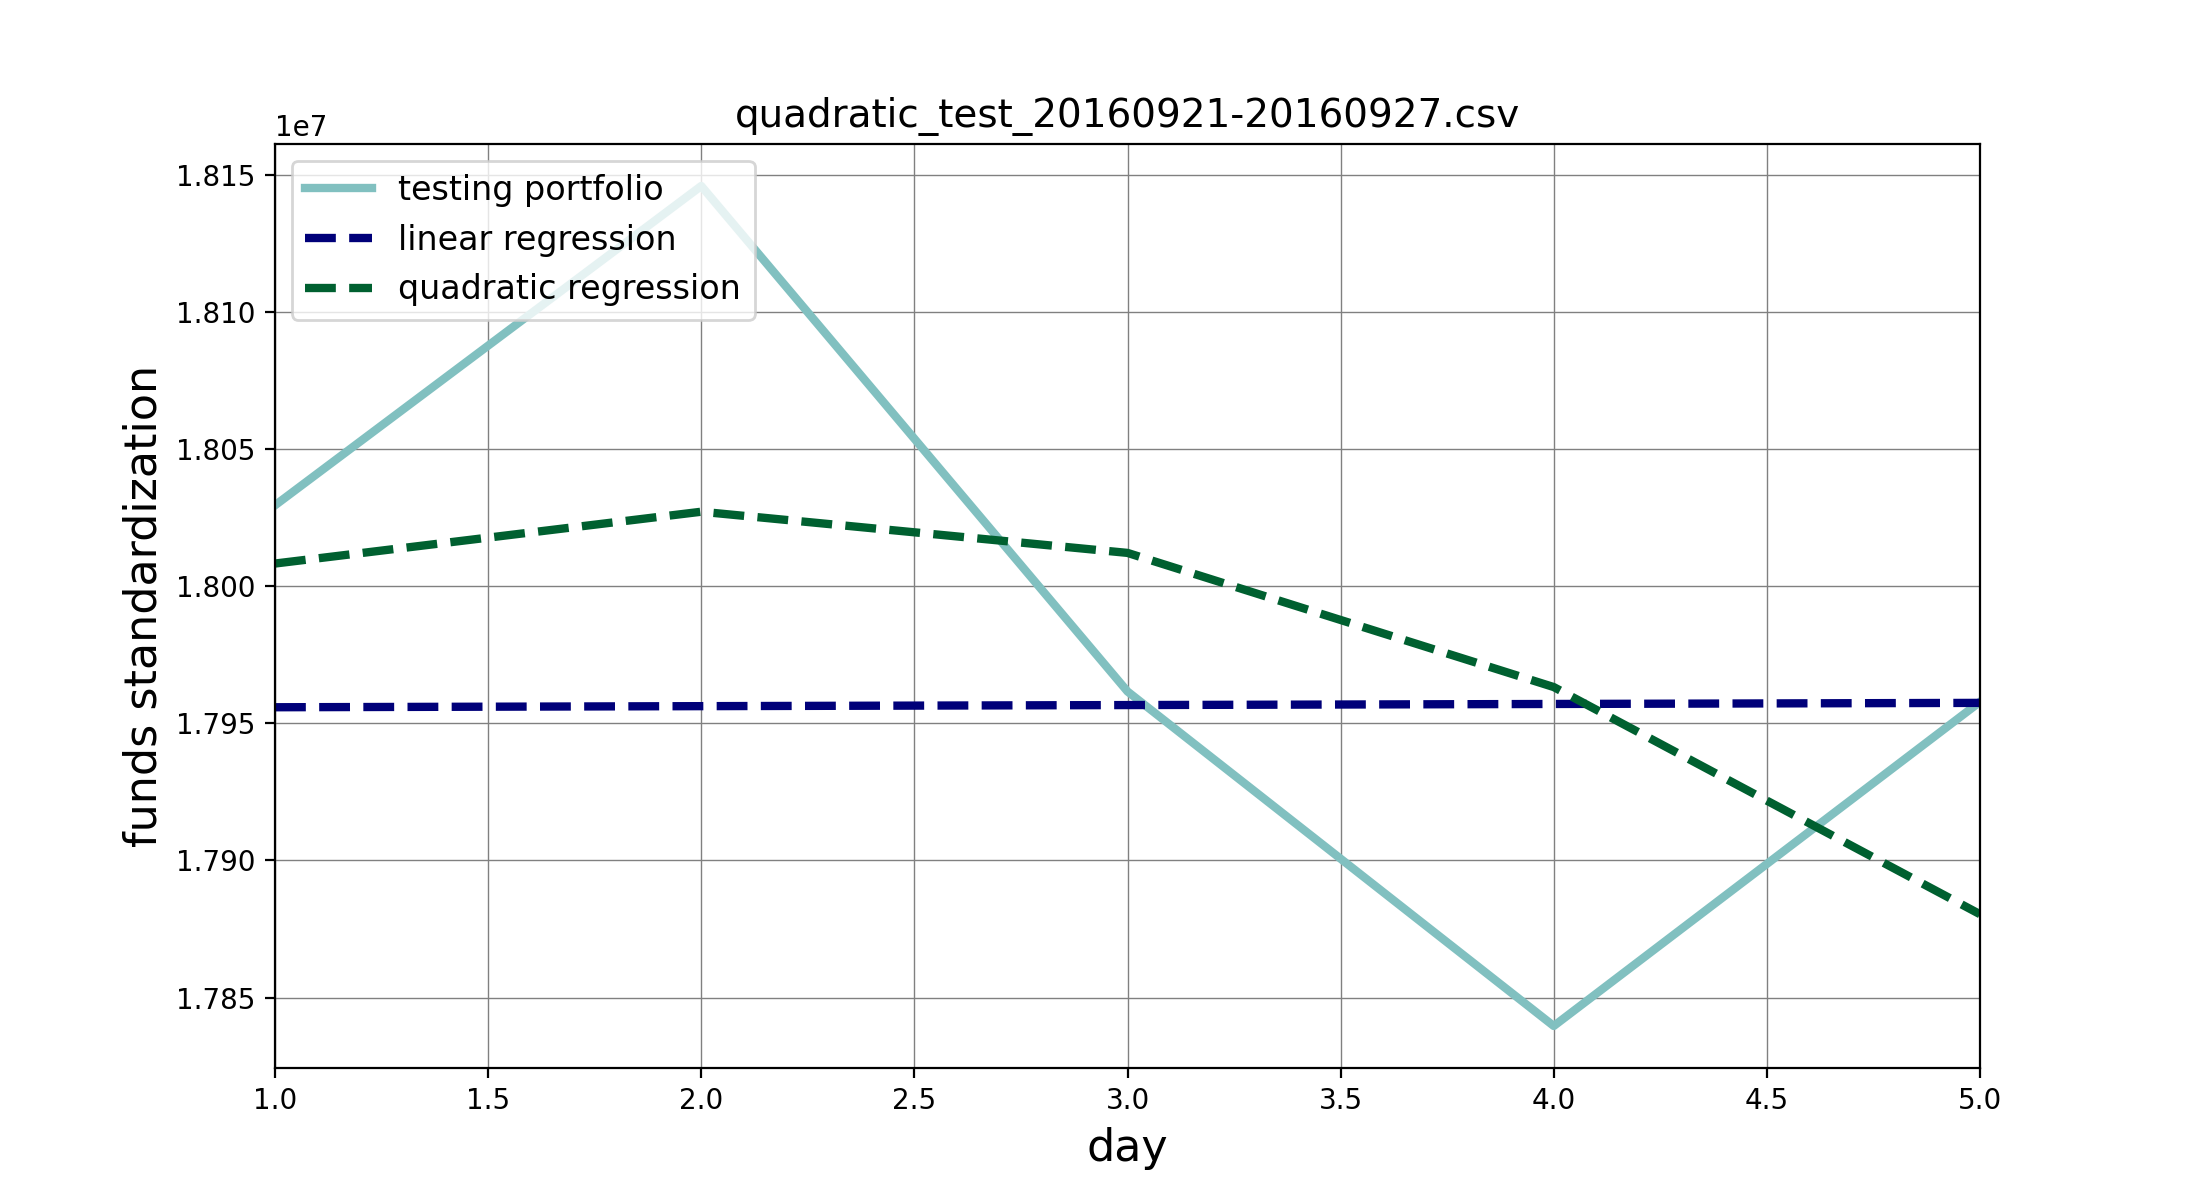 quadratic_test_20160921-20160927.csv
1e7
testing portfolio
linear regression
quadratic regression
1.815
1.810
1.805
1.800
1.795
1.790
1.785
funds standardization
1.0 1.5 2.0 2.5 3.0 3.5 4.0 4.5 5.0
day